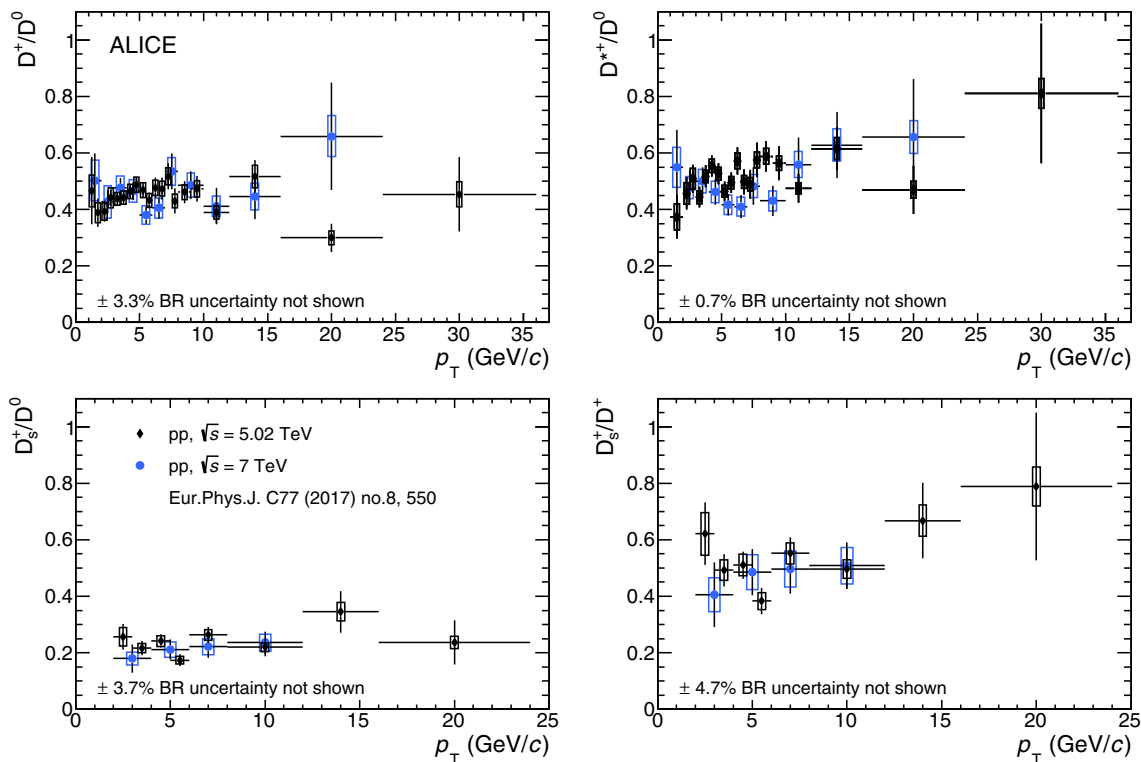 D⁺/D⁰
1
0.8
0.6
0.4
0.2
0
ALICE
± 3.3% BR uncertainty not shown
0 5 10 15 20 25 30 35
p_T (GeV/c)
D*⁺/D⁰
1
0.8
0.6
0.4
0.2
0
± 0.7% BR uncertainty not shown
0 5 10 15 20 25 30 35
p_T (GeV/c)
D_s⁺/D⁰
1
0.8
0.6
0.4
0.2
0
pp, √s = 5.02 TeV
pp, √s = 7 TeV
Eur.Phys.J. C77 (2017) no.8, 550
± 3.7% BR uncertainty not shown
0 5 10 15 20 25
p_T (GeV/c)
D_s⁺/D⁺
1
0.8
0.6
0.4
0.2
0
± 4.7% BR uncertainty not shown
0 5 10 15 20 25
p_T (GeV/c)